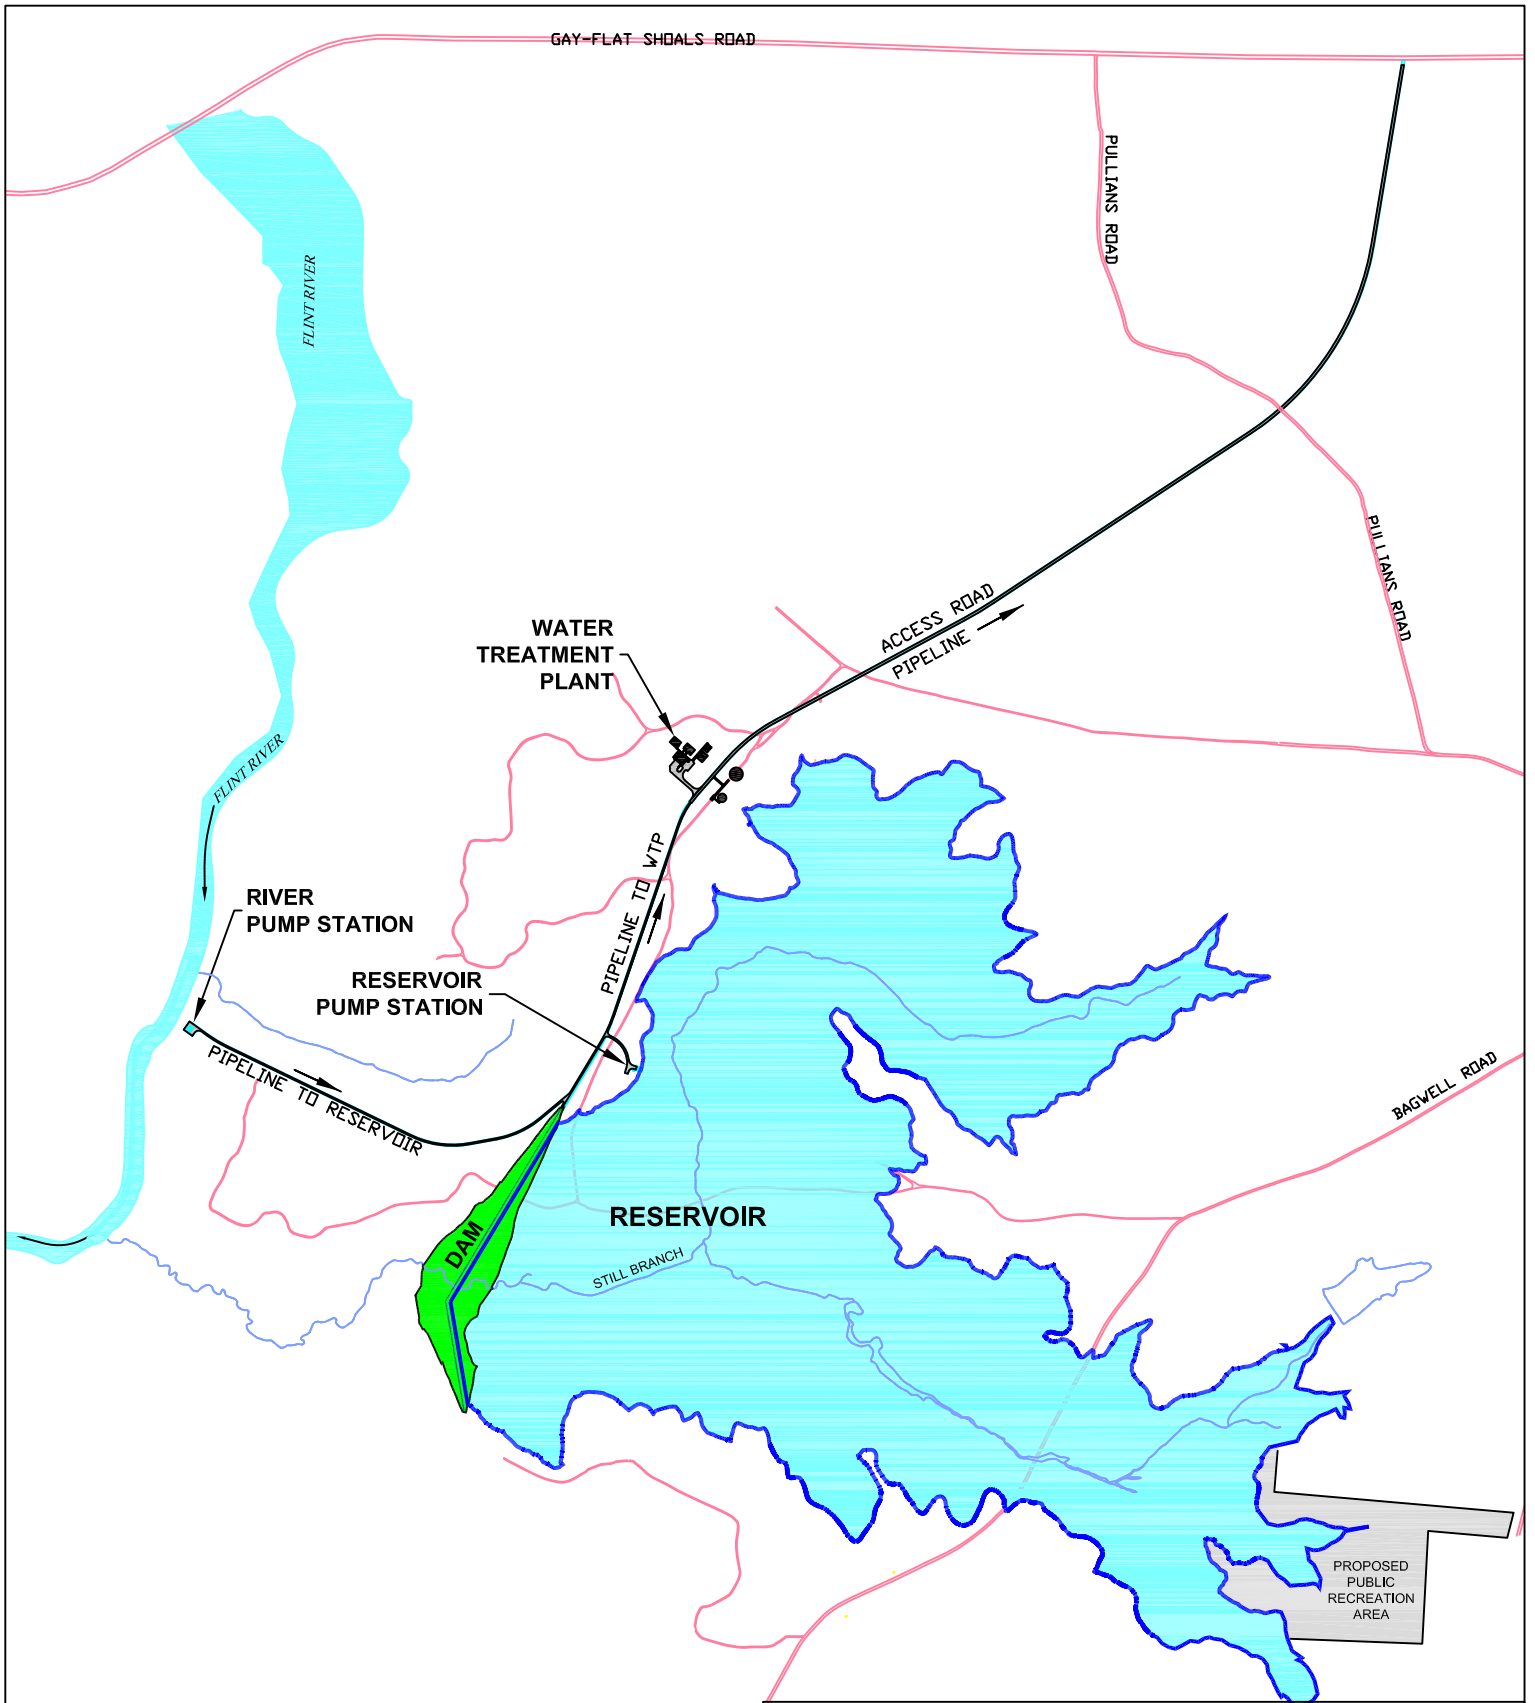 GAY-FLAT SHOALS ROAD
PULLIANS ROAD
FLINT RIVER
PULLIANS ROAD
ACCESS ROAD
PIPELINE
WATER
TREATMENT
PLANT
FLINT RIVER
PIPELINE TO WTP
RIVER
PUMP STATION
RESERVOIR
PUMP STATION
PIPELINE TO RESERVOIR
BAGWELL ROAD
RESERVOIR
DAM
STILL BRANCH
PROPOSED
PUBLIC
RECREATION
AREA